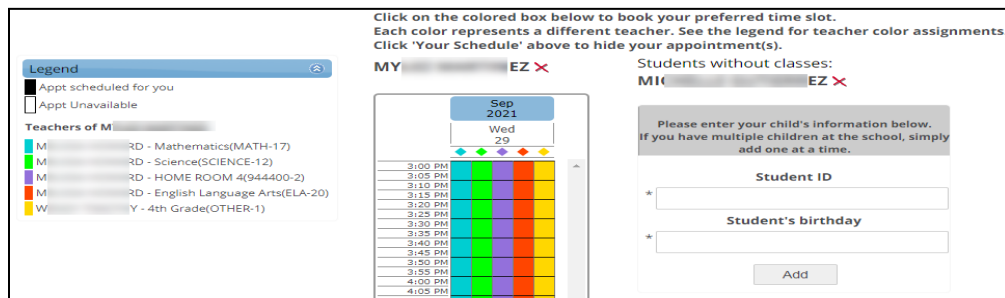 Click on the colored box below to book your preferred time slot.
Each color represents a different teacher. See the legend for teacher color assignments
Click 'Your Schedule' above to hide your appointment(s).
Legend
Appt scheduled for you
Appt Unavailable
Teachers of M
M RD - Mathematics(MATH-17)
M RD - Science(SCIENCE-12)
M RD - HOME ROOM 4(944400-2)
M RD - English Language Arts(ELA-20)
W Y - 4th Grade(OTHER-1)
MY EZ
Sep
2021
Wed
29
3:00 PM
3:05 PM
3:10 PM
3:15 PM
3:20 PM
3:25 PM
3:30 PM
3:35 PM
3:40 PM
3:45 PM
3:50 PM
3:55 PM
4:00 PM
4:05 PM
Students without classes:
MI EZ
Please enter your child's information below.
If you have multiple children at the school, simply
add one at a time.
Student ID
*
Student's birthday
*
Add